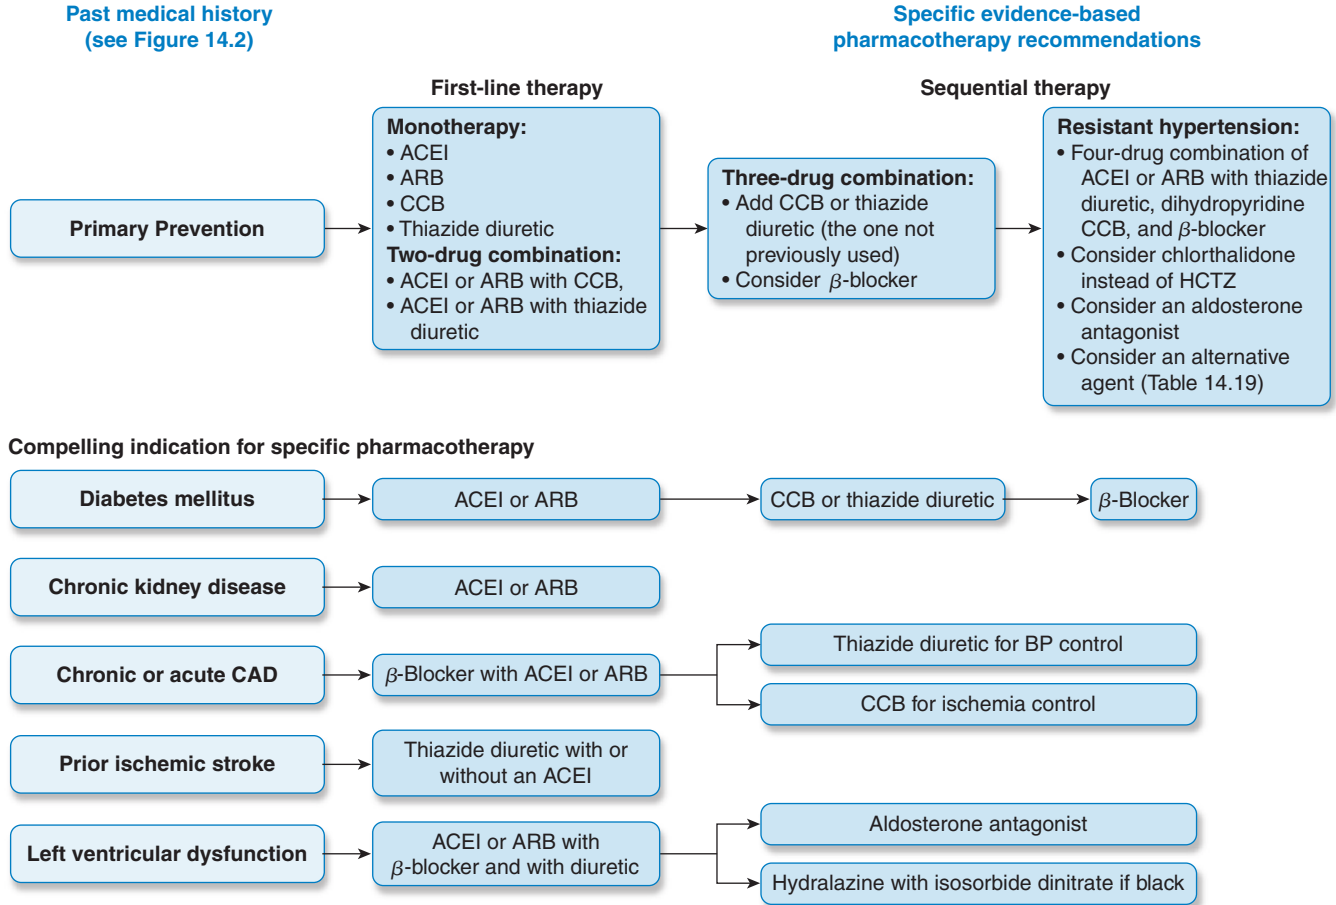 Past medical history
(see Figure 14.2)
Specific evidence-based
pharmacotherapy recommendations
First-line therapy
Sequential therapy
Primary Prevention
Monotherapy:
• ACEI
• ARB
• CCB
• Thiazide diuretic
Two-drug combination:
• ACEI or ARB with CCB,
• ACEI or ARB with thiazide
diuretic
Three-drug combination:
• Add CCB or thiazide
diuretic (the one not
previously used)
• Consider β-blocker
Resistant hypertension:
• Four-drug combination of
ACEI or ARB with thiazide
diuretic, dihydropyridine
CCB, and β-blocker
• Consider chlorthalidone
instead of HCTZ
• Consider an aldosterone
antagonist
• Consider an alternative
agent (Table 14.19)
Compelling indication for specific pharmacotherapy
Diabetes mellitus
ACEI or ARB
CCB or thiazide diuretic
β-Blocker
Chronic kidney disease
ACEI or ARB
Chronic or acute CAD
β-Blocker with ACEI or ARB
Thiazide diuretic for BP control
CCB for ischemia control
Prior ischemic stroke
Thiazide diuretic with or
without an ACEI
Left ventricular dysfunction
ACEI or ARB with
β-blocker and with diuretic
Aldosterone antagonist
Hydralazine with isosorbide dinitrate if black